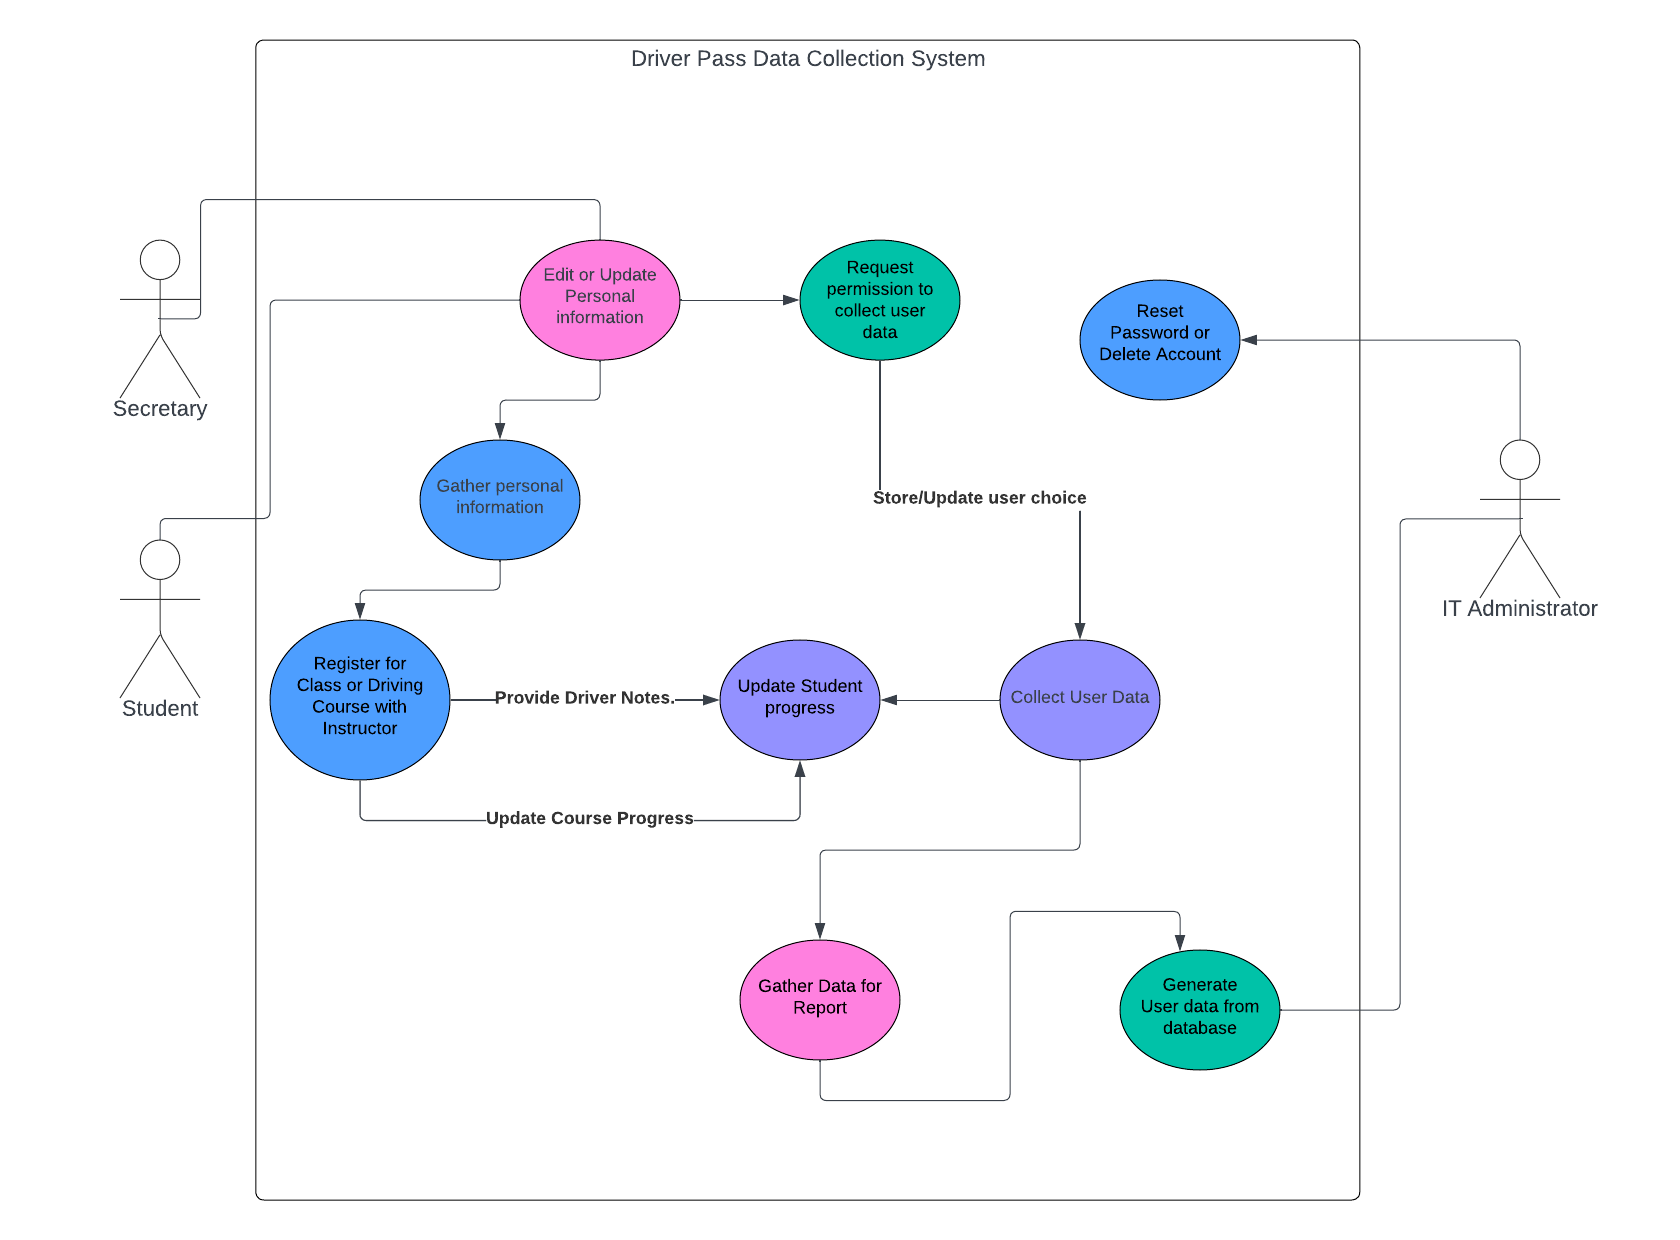 Driver Pass Data Collection System
Edit or Update
Personal
information
Request
permission to
collect user
data
Reset
Password or
Delete Account
Secretary
Gather personal
information
Store/Update user choice
IT Administrator
Student
Register for
Class or Driving
Course with
Instructor
Provide Driver Notes.
Update Student
progress
Collect User Data
Update Course Progress
Gather Data for
Report
Generate
User data from
database